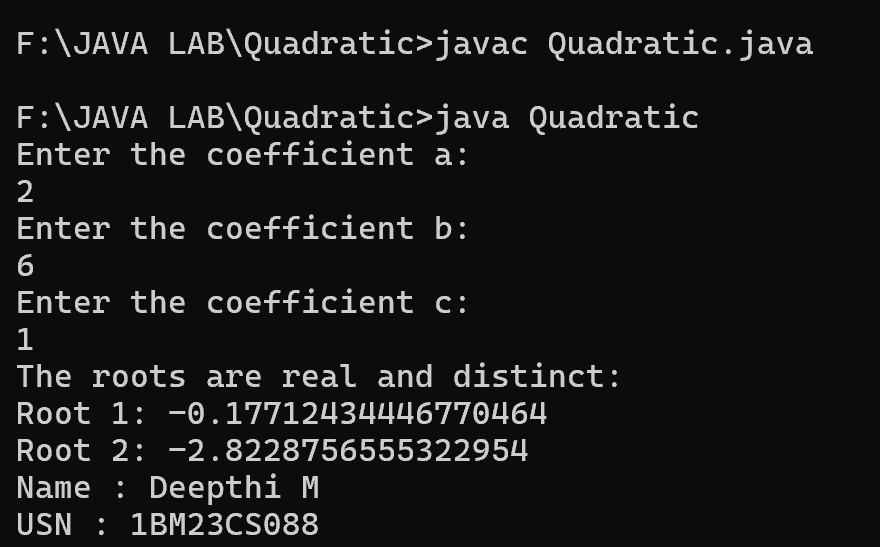 F:\JAVA LAB\Quadratic>javac Quadratic.java
F:\JAVA LAB\Quadratic>java Quadratic
Enter the coefficient a:
2
Enter the coefficient b:
6
Enter the coefficient c:
1
The roots are real and distinct:
Root 1: -0.17712434446770464
Root 2: -2.8228756555322954
Name : Deepthi M
USN : 1BM23CS088